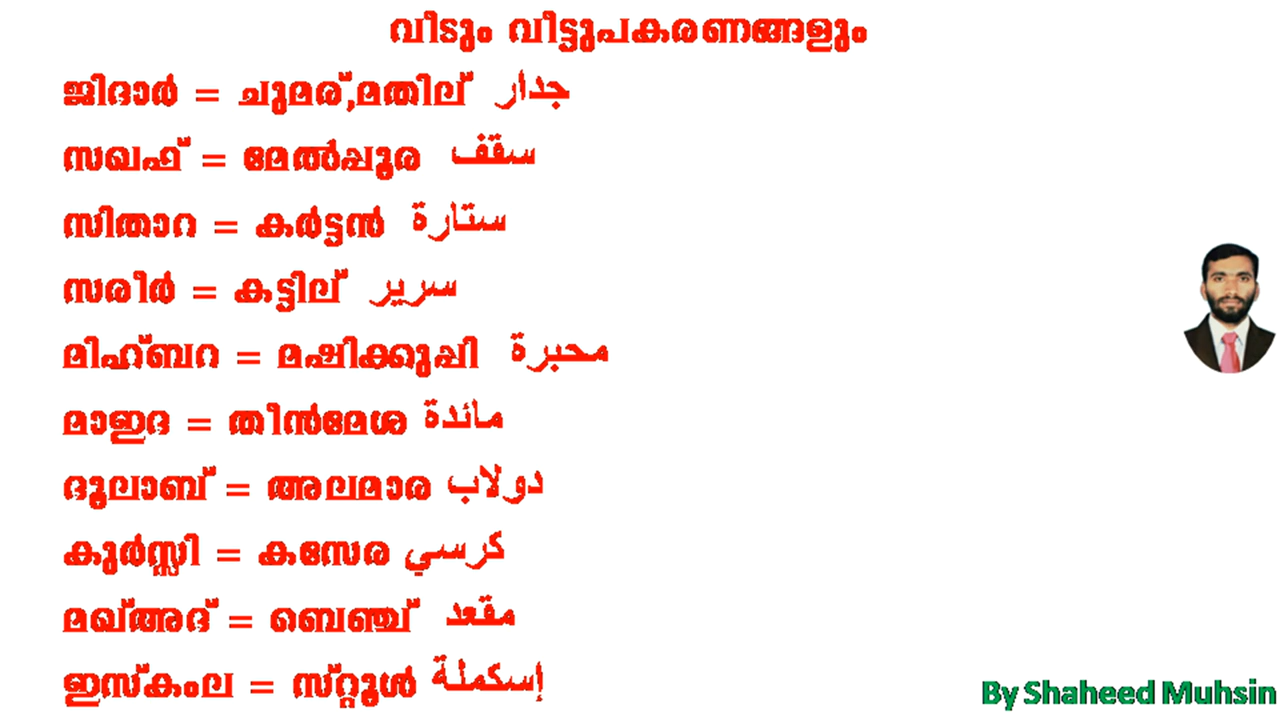 വീടും വീട്ടുപകരണങ്ങളും
ജിദാർ = ചുമര്,മതില് جدار
സഖഫ് = മേൽപ്പൂര سقف
സിതാറ = കർട്ടൻ ستارة
സരീർ = കട്ടില് سرير
മിഹ്ബറ = മഷിക്കുപ്പി محبرة
മാഇദ = തീൻമേശ مائدة
ദൂലാബ് = അലമാര دولاب
കുർസ്സി = കസേര كرسي
മഖ്അദ് = ബെഞ്ച് مقعد
ഇസ്കംല = സ്റ്റൂൾ إسكملة
By Shaheed Muhsin